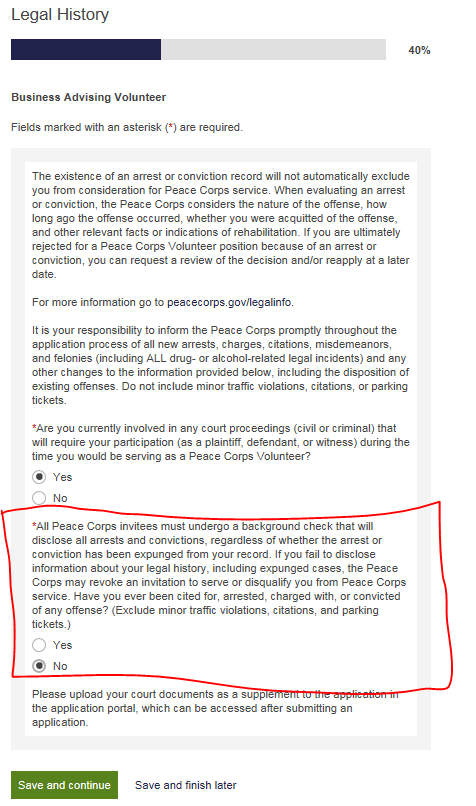 Legal History
40%
Business Advising Volunteer
Fields marked with an asterisk (*) are required.
The existence of an arrest or conviction record will not automatically exclude
you from consideration for Peace Corps service. When evaluating an arrest
or conviction, the Peace Corps considers the nature of the offense, how
long ago the offense occurred, whether you were acquitted of the offense,
and other relevant facts or indications of rehabilitation. If you are ultimately
rejected for a Peace Corps Volunteer position because of an arrest or
conviction, you can request a review of the decision and/or reapply at a later
date.
For more information go to peacecorps.gov/legalinfo.
It is your responsibility to inform the Peace Corps promptly throughout the
application process of all new arrests, charges, citations, misdemeanors,
and felonies (including ALL drug- or alcohol-related legal incidents) and any
other changes to the information provided below, including the disposition of
existing offenses. Do not include minor traffic violations, citations, or parking
tickets.
*Are you currently involved in any court proceedings (civil or criminal) that
will require your participation (as a plaintiff, defendant, or witness) during the
time you would be serving as a Peace Corps Volunteer?
Yes
No
*All Peace Corps invitees must undergo a background check that will
disclose all arrests and convictions, regardless of whether the arrest or
conviction has been expunged from your record. If you fail to disclose
information about your legal history, including expunged cases, the Peace
Corps may revoke an invitation to serve or disqualify you from Peace Corps
service. Have you ever been cited for, arrested, charged with, or convicted
of any offense? (Exclude minor traffic violations, citations, and parking
tickets.)
Yes
No
Please upload your court documents as a supplement to the application in
the application portal, which can be accessed after submitting an
application.
Save and continue
Save and finish later